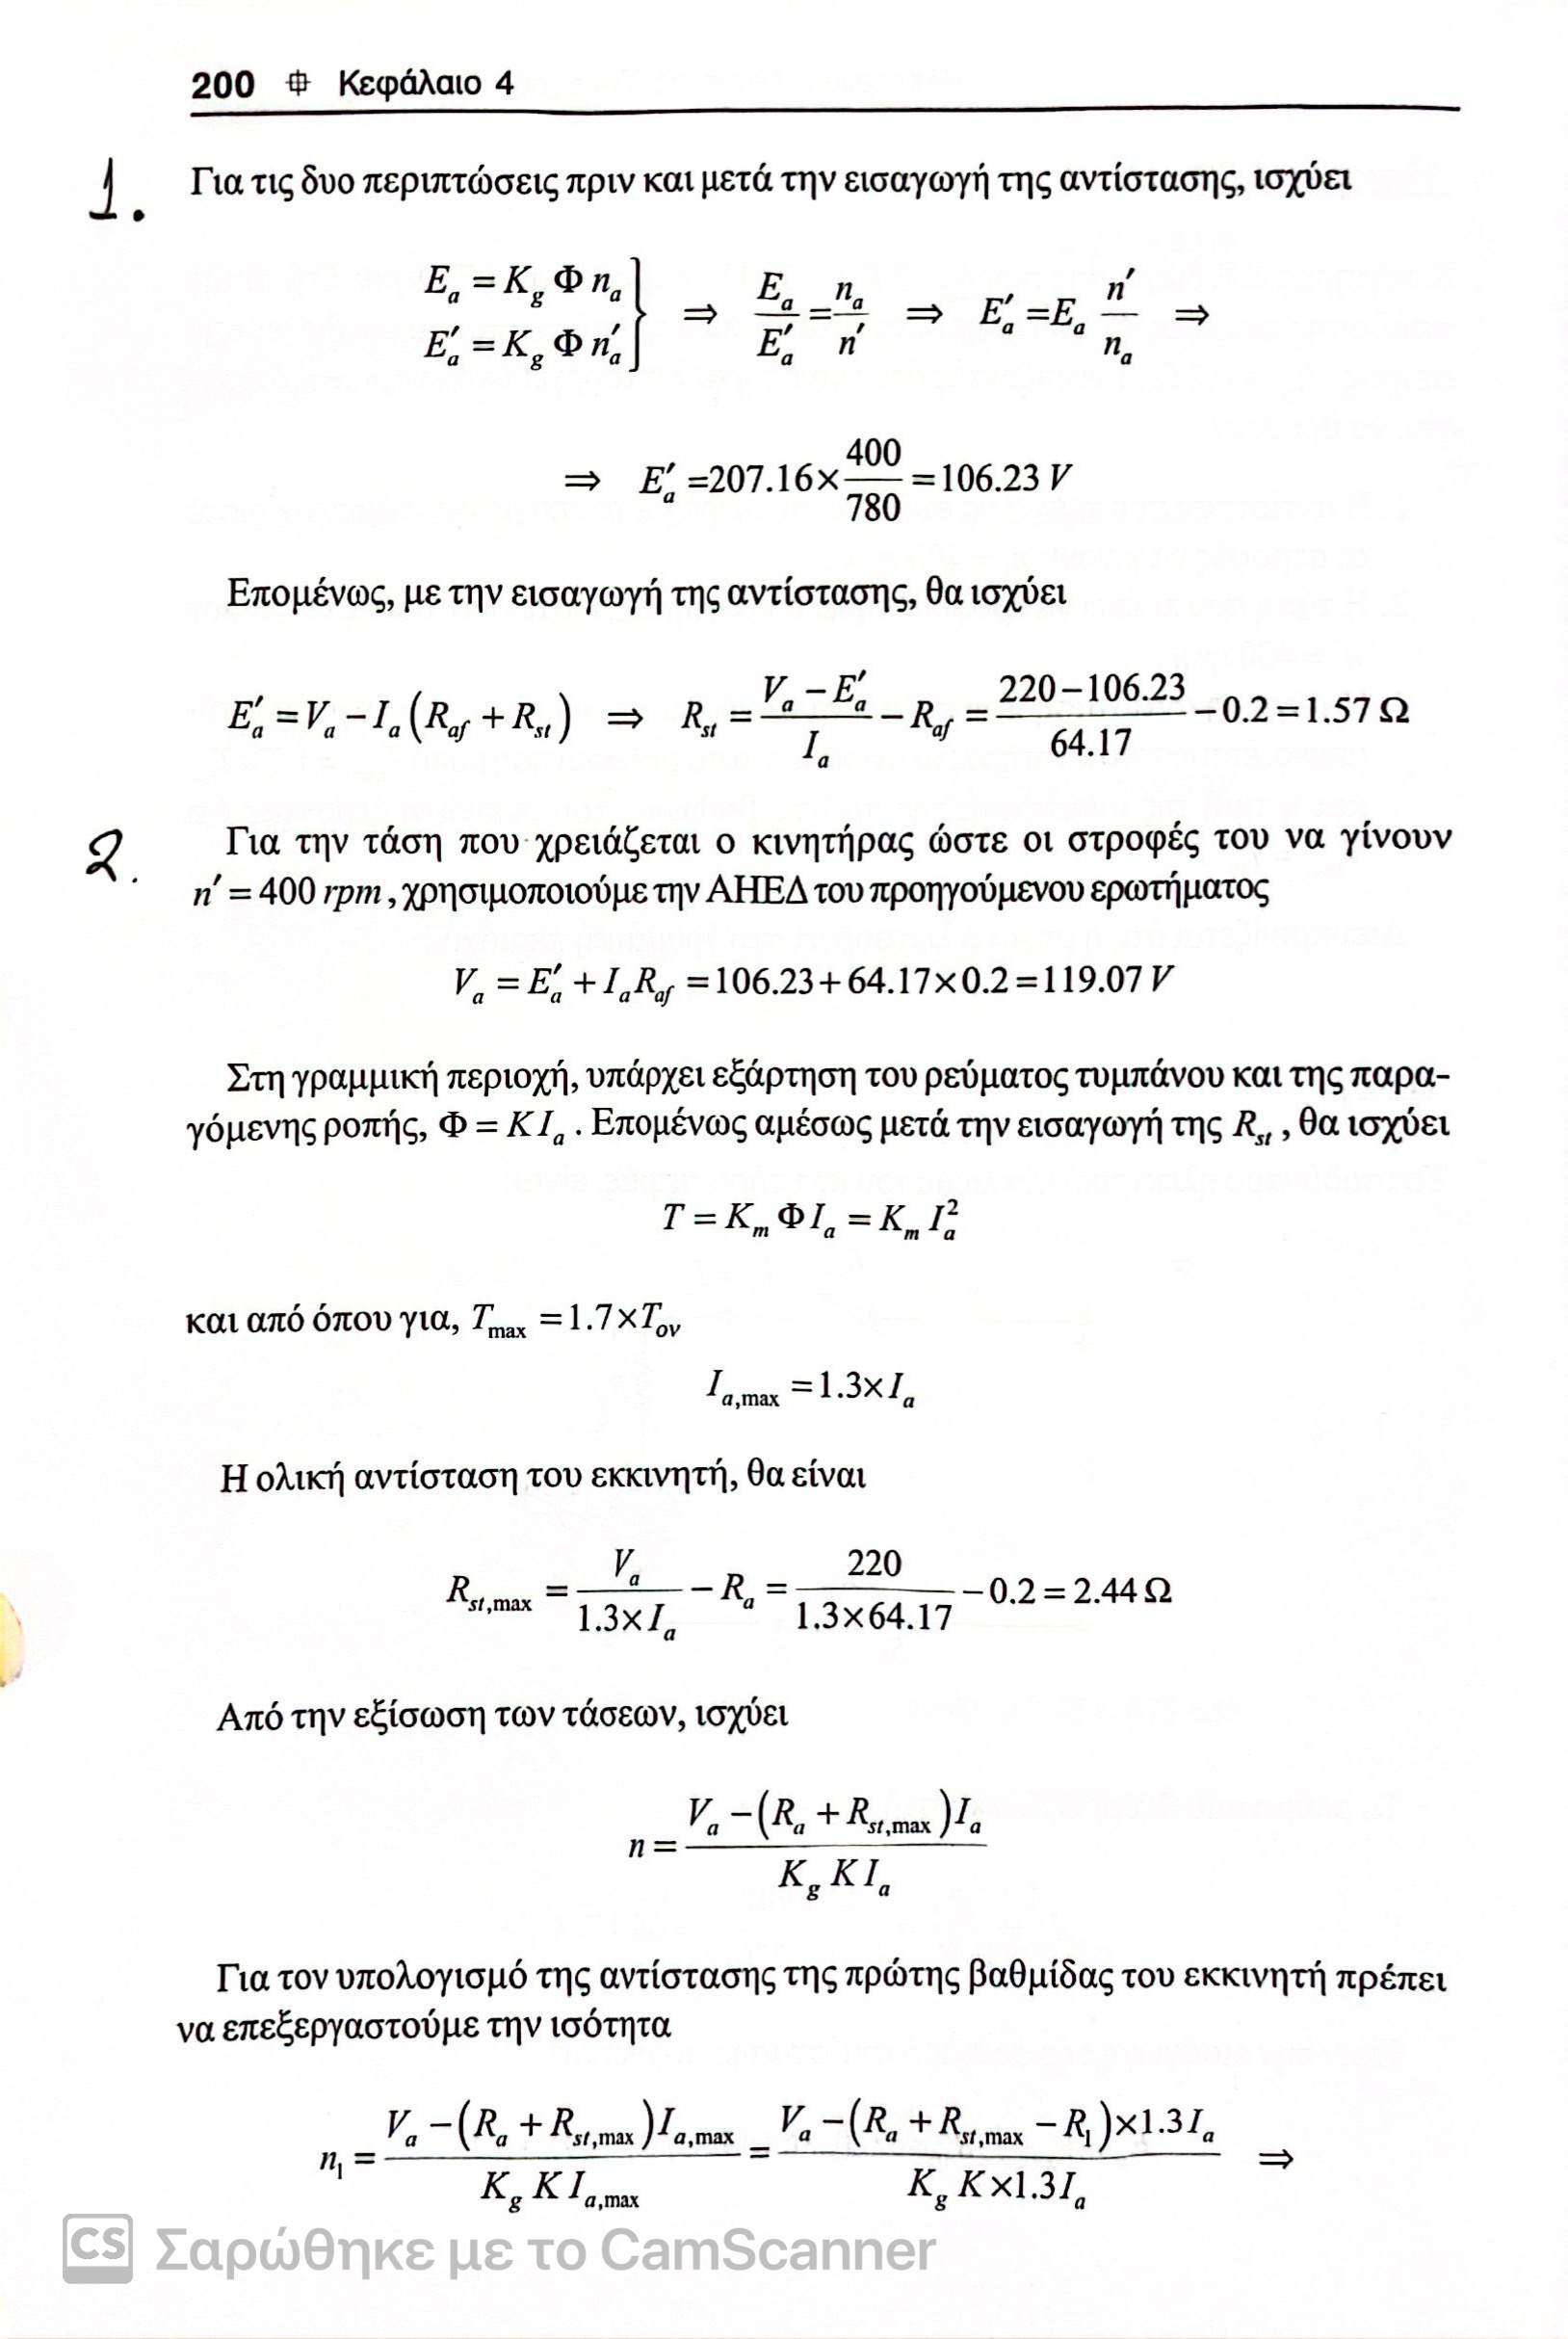 200 ⌖ Κεφάλαιο 4
1. Για τις δυο περιπτώσεις πριν και μετά την εισαγωγή της αντίστασης, ισχύει
E_a = K_g Φ n_a } ⇒ E_a / E'_a = n_a / n' ⇒ E'_a = E_a n' / n_a ⇒
E'_a = K_g Φ n'_a
⇒ E'_a = 207.16 × 400 / 780 = 106.23 V
Επομένως, με την εισαγωγή της αντίστασης, θα ισχύει
E'_a = V_a − I_a (R_af + R_st) ⇒ R_st = (V_a − E'_a) / I_a − R_af = (220 − 106.23) / 64.17 − 0.2 = 1.57 Ω
2. Για την τάση που χρειάζεται ο κινητήρας ώστε οι στροφές του να γίνουν
n' = 400 rpm, χρησιμοποιούμε την ΑΗΕΔ του προηγούμενου ερωτήματος
V_a = E'_a + I_a R_af = 106.23 + 64.17 × 0.2 = 119.07 V
Στη γραμμική περιοχή, υπάρχει εξάρτηση του ρεύματος τυμπάνου και της παρα-
γόμενης ροπής, Φ = K I_a. Επομένως αμέσως μετά την εισαγωγή της R_st, θα ισχύει
T = K_m Φ I_a = K_m I_a²
και από όπου για, T_max = 1.7 × T_ον
I_a,max = 1.3 × I_a
Η ολική αντίσταση του εκκινητή, θα είναι
R_st,max = V_a / (1.3 × I_a) − R_a = 220 / (1.3 × 64.17) − 0.2 = 2.44 Ω
Από την εξίσωση των τάσεων, ισχύει
n = (V_a − (R_a + R_st,max) I_a) / (K_g K I_a)
Για τον υπολογισμό της αντίστασης της πρώτης βαθμίδας του εκκινητή πρέπει
να επεξεργαστούμε την ισότητα
n_1 = (V_a − (R_a + R_st,max) I_a,max) / (K_g K I_a,max) = (V_a − (R_a + R_st,max − R_1) × 1.3 I_a) / (K_g K × 1.3 I_a) ⇒
CS Σαρώθηκε με το CamScanner